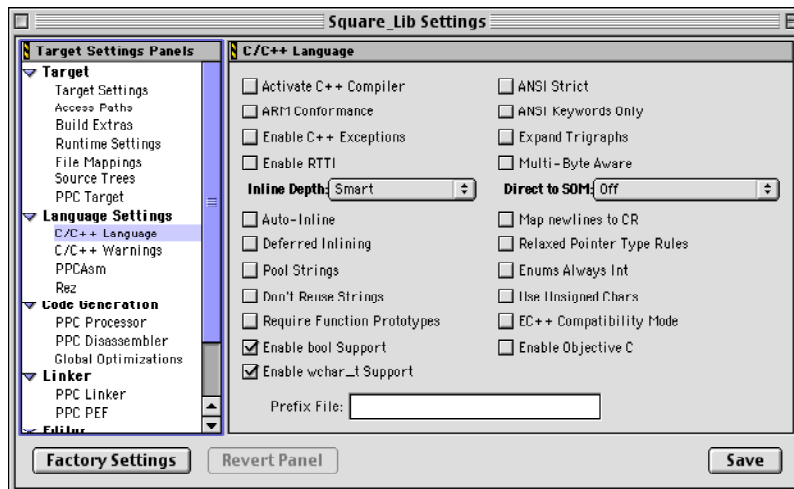 Square_Lib Settings
Target Settings Panels
Target
Target Settings
Access Paths
Build Extras
Runtime Settings
File Mappings
Source Trees
PPC Target
Language Settings
C/C++ Language
C/C++ Warnings
PPCAsm
Rez
Code Generation
PPC Processor
PPC Disassembler
Global Optimizations
Linker
PPC Linker
PPC PEF
Editor
C/C++ Language
Activate C++ Compiler
ANSI Strict
ARM Conformance
ANSI Keywords Only
Enable C++ Exceptions
Expand Trigraphs
Enable RTTI
Multi-Byte Aware
Inline Depth: Smart
Direct to SOM: Off
Auto-Inline
Map newlines to CR
Deferred Inlining
Relaxed Pointer Type Rules
Pool Strings
Enums Always Int
Don't Reuse Strings
Use Unsigned Chars
Require Function Prototypes
EC++ Compatibility Mode
Enable bool Support
Enable Objective C
Enable wchar_t Support
Prefix File:
Factory Settings
Revert Panel
Save